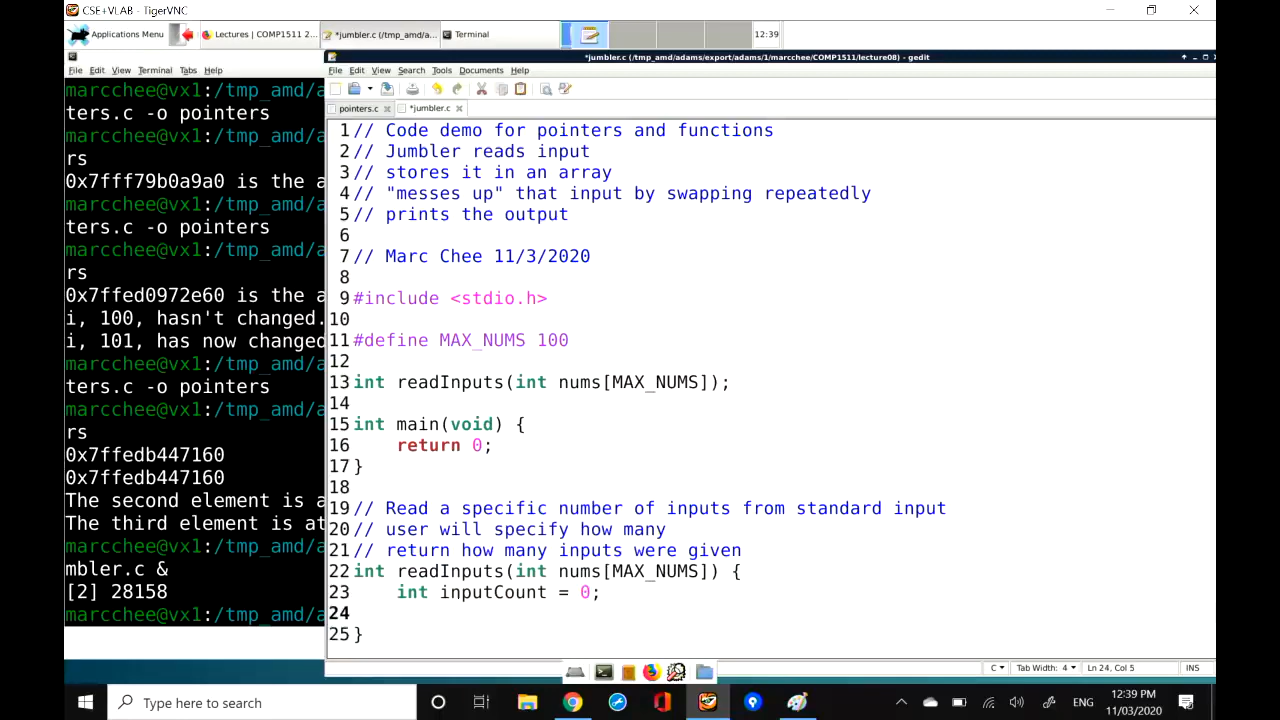 CSE+VLAB - TigerVNC
Applications Menu
Lectures | COMP1511 2...
*jumbler.c (/tmp_amd/a...
Terminal
12:39
*jumbler.c (/tmp_amd/adams/export/adams/1/marcchee/COMP1511/lecture08) - gedit
File Edit View Terminal Tabs Help
File Edit View Search Tools Documents Help
pointers.c
*jumbler.c
marcchee@vx1:/tmp_amd/a
ters.c -o pointers
marcchee@vx1:/tmp_amd/a
rs
0x7fff79b0a9a0 is the a
marcchee@vx1:/tmp_amd/a
ters.c -o pointers
marcchee@vx1:/tmp_amd/a
rs
0x7ffed0972e60 is the a
i, 100, hasn't changed.
i, 101, has now changed
marcchee@vx1:/tmp_amd/a
ters.c -o pointers
marcchee@vx1:/tmp_amd/a
rs
0x7ffedb447160
0x7ffedb447160
The second element is a
The third element is at
marcchee@vx1:/tmp_amd/a
mbler.c &
[2] 28158
marcchee@vx1:/tmp_amd/a
1 // Code demo for pointers and functions
2 // Jumbler reads input
3 // stores it in an array
4 // "messes up" that input by swapping repeatedly
5 // prints the output
6
7 // Marc Chee 11/3/2020
8
9 #include <stdio.h>
10
11 #define MAX_NUMS 100
12
13 int readInputs(int nums[MAX_NUMS]);
14
15 int main(void) {
16     return 0;
17 }
18
19 // Read a specific number of inputs from standard input
20 // user will specify how many
21 // return how many inputs were given
22 int readInputs(int nums[MAX_NUMS]) {
23     int inputCount = 0;
24
25 }
C Tab Width: 4 Ln 24, Col 5 INS
Type here to search
ENG
12:39 PM
11/03/2020